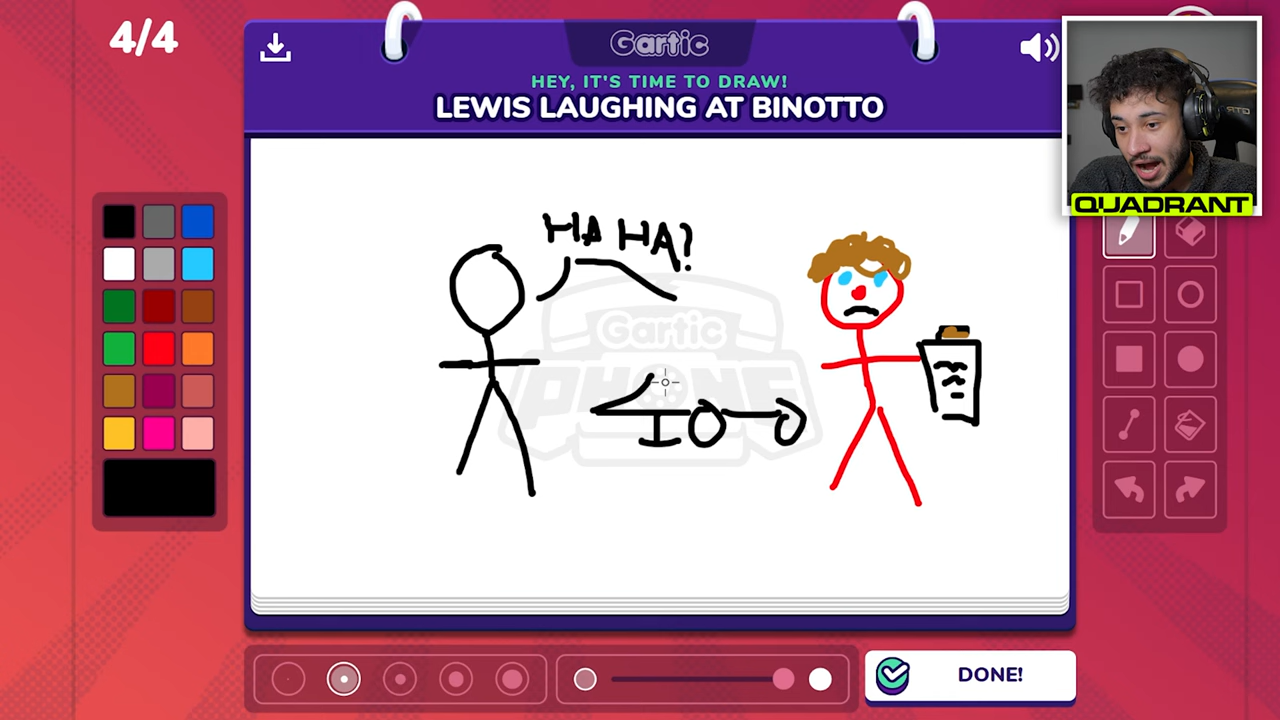 4/4
Gartic
HEY, IT'S TIME TO DRAW!
LEWIS LAUGHING AT BINOTTO
QUADRANT
HA HA?
Gartic
PHONE
DONE!